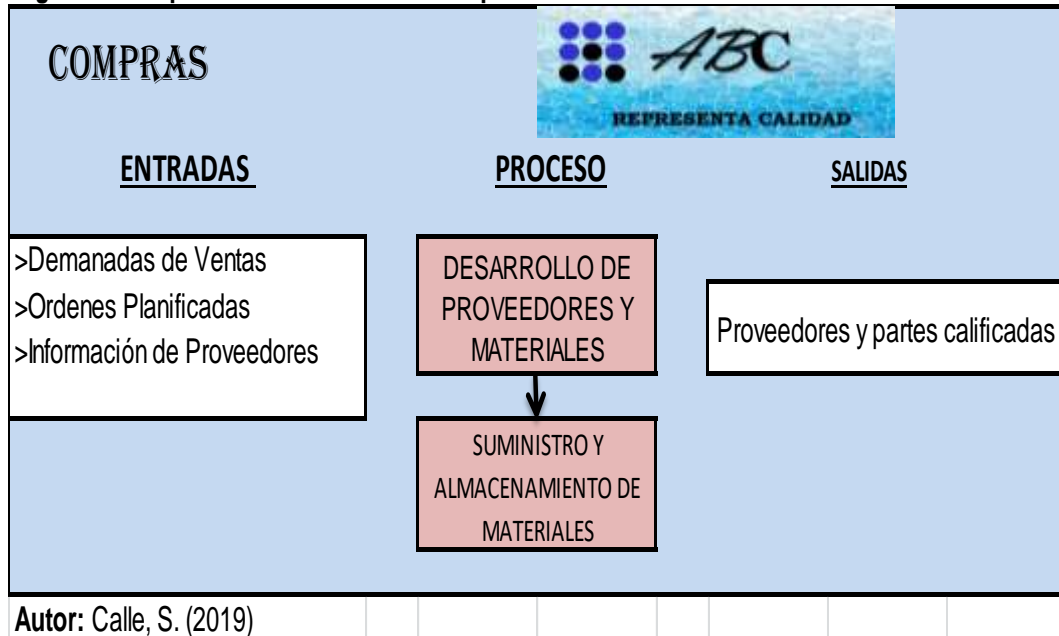 COMPRAS
ABC
REPRESENTA CALIDAD
ENTRADAS
PROCESO
SALIDAS
>Demanadas de Ventas
>Ordenes Planificadas
>Información de Proveedores
DESARROLLO DE
PROVEEDORES Y
MATERIALES
Proveedores y partes calificadas
SUMINISTRO Y
ALMACENAMIENTO DE
MATERIALES
Autor: Calle, S. (2019)